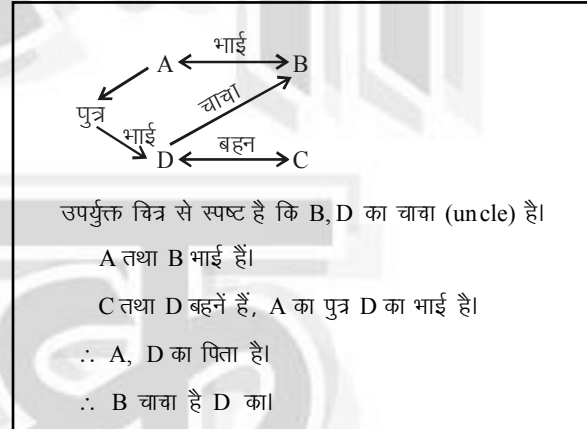 भाई
A B
चाचा
पुत्र
भाई
बहन
D C
उपर्युक्त चित्र से स्पष्ट है कि B, D का चाचा (uncle) है।
A तथा B भाई हैं।
C तथा D बहनें हैं, A का पुत्र D का भाई है।
∴ A, D का पिता है।
∴ B चाचा है D का।